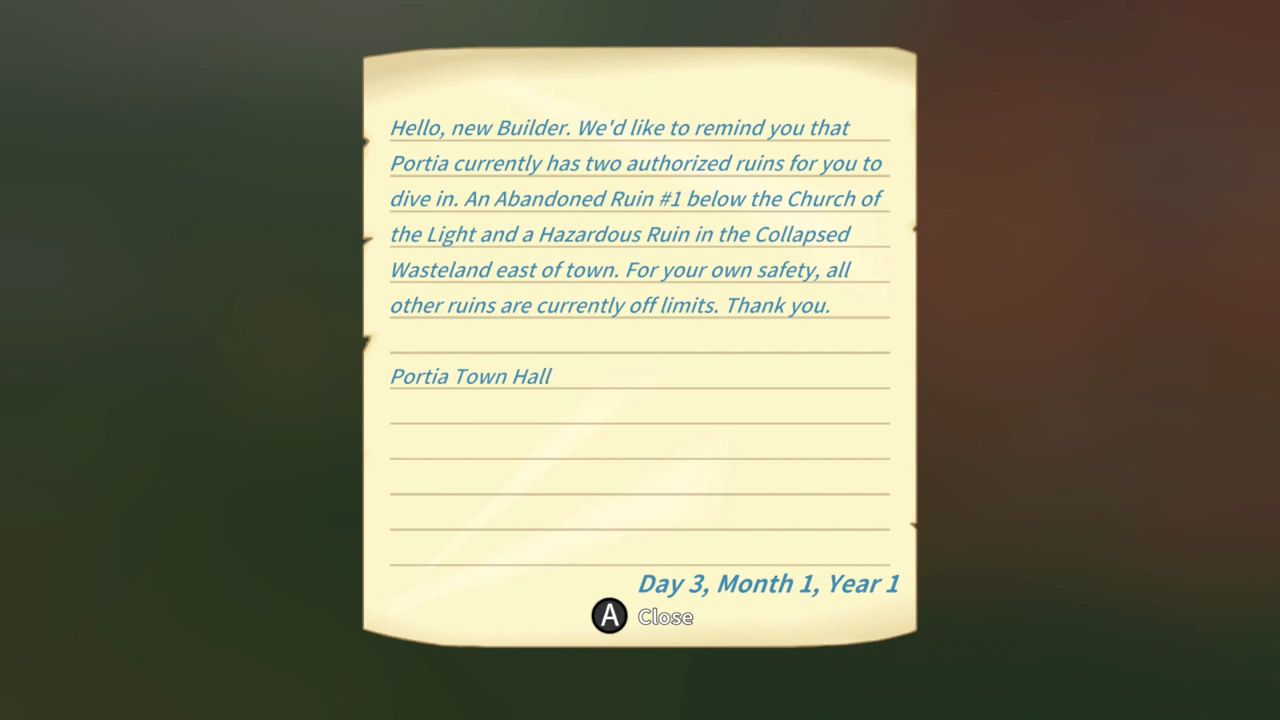 Hello, new Builder. We'd like to remind you that
Portia currently has two authorized ruins for you to
dive in. An Abandoned Ruin #1 below the Church of
the Light and a Hazardous Ruin in the Collapsed
Wasteland east of town. For your own safety, all
other ruins are currently off limits. Thank you.
Portia Town Hall
Day 3, Month 1, Year 1
A Close